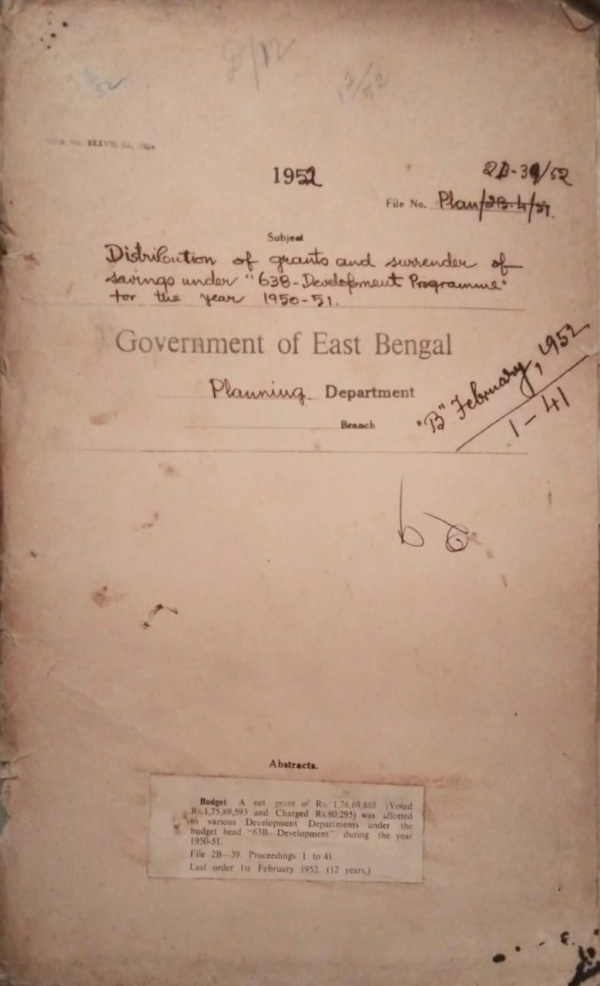 1952
2B-39/52
File No. Plan/2B-4/51.
Subject
Distribution of grants and surrender of
savings under "63B-Development Programme"
for the year 1950-51.
Government of East Bengal
Planning Department
Branch
"B" February, 1952
1-41
Abstracts.
Budget A net grant of Rs. 1,76,69,888 (Voted
Rs.1,75,89,593 and Charged Rs.80,295) was allotted
to various Development Departments under the
budget head "63B—Development" during the year
1950-51.
File 2B—39. Proceedings 1 to 41.
Last order 1st February 1952. (12 years.)